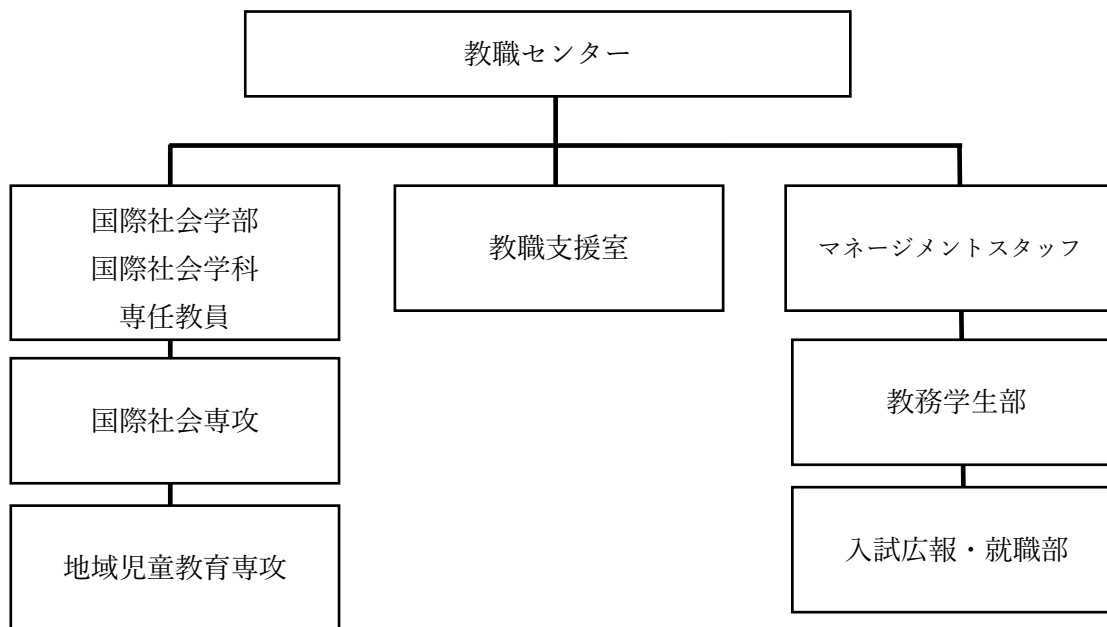 教職センター
国際社会学部
国際社会学科
専任教員
教職支援室
マネージメントスタッフ
国際社会専攻
教務学生部
地域児童教育専攻
入試広報・就職部